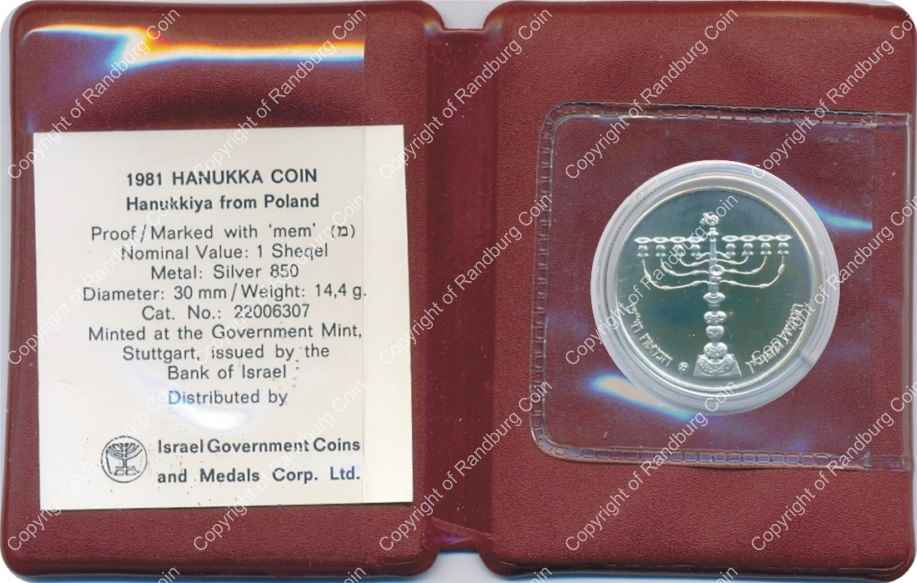 1981 HANUKKA COIN
Hanukkiya from Poland
Proof/Marked with 'mem' (מ)
Nominal Value: 1 Sheqel
Metal: Silver 850
Diameter: 30 mm/Weight: 14,4 g.
Cat. No.: 22006307
Minted at the Government Mint,
Stuttgart, issued by the
Bank of Israel
Distributed by
Israel Government Coins
and Medals Corp. Ltd.
Copyright of Randburg Coin